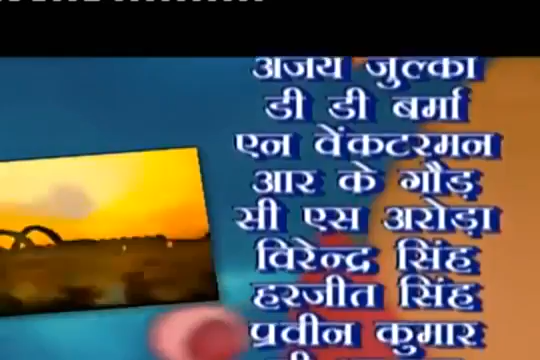 अजय जुल्का
डी डी बर्मा
एन वेंकटरमन
आर के गौड़
सी एस अरोड़ा
विरेन्द्र सिंह
हरजीत सिंह
प्रवीन कुमार